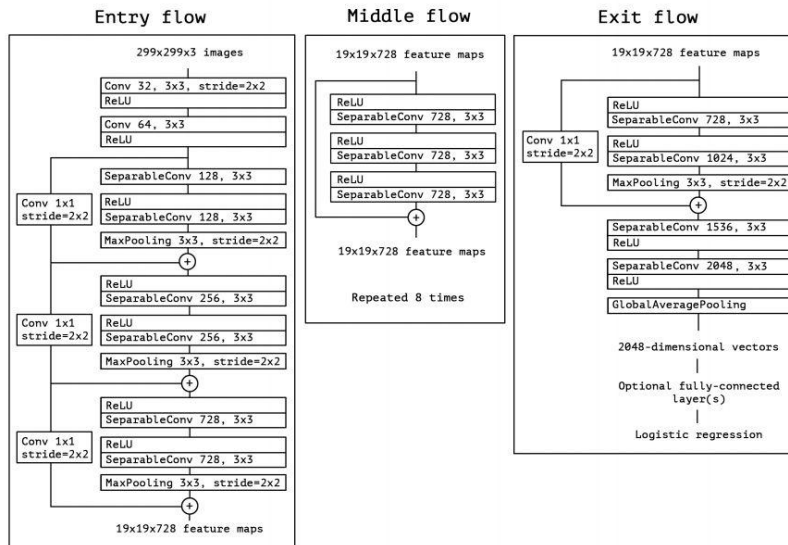 Entry flow
299x299x3 images
Conv 32, 3x3, stride=2x2
ReLU
Conv 64, 3x3
ReLU
Conv 1x1
stride=2x2
SeparableConv 128, 3x3
ReLU
SeparableConv 128, 3x3
MaxPooling 3x3, stride=2x2
+
Conv 1x1
stride=2x2
ReLU
SeparableConv 256, 3x3
ReLU
SeparableConv 256, 3x3
MaxPooling 3x3, stride=2x2
+
Conv 1x1
stride=2x2
ReLU
SeparableConv 728, 3x3
ReLU
SeparableConv 728, 3x3
MaxPooling 3x3, stride=2x2
+
19x19x728 feature maps
Middle flow
19x19x728 feature maps
ReLU
SeparableConv 728, 3x3
ReLU
SeparableConv 728, 3x3
ReLU
SeparableConv 728, 3x3
+
19x19x728 feature maps
Repeated 8 times
Exit flow
19x19x728 feature maps
Conv 1x1
stride=2x2
ReLU
SeparableConv 728, 3x3
ReLU
SeparableConv 1024, 3x3
MaxPooling 3x3, stride=2x2
+
SeparableConv 1536, 3x3
ReLU
SeparableConv 2048, 3x3
ReLU
GlobalAveragePooling
2048-dimensional vectors
Optional fully-connected
layer(s)
Logistic regression